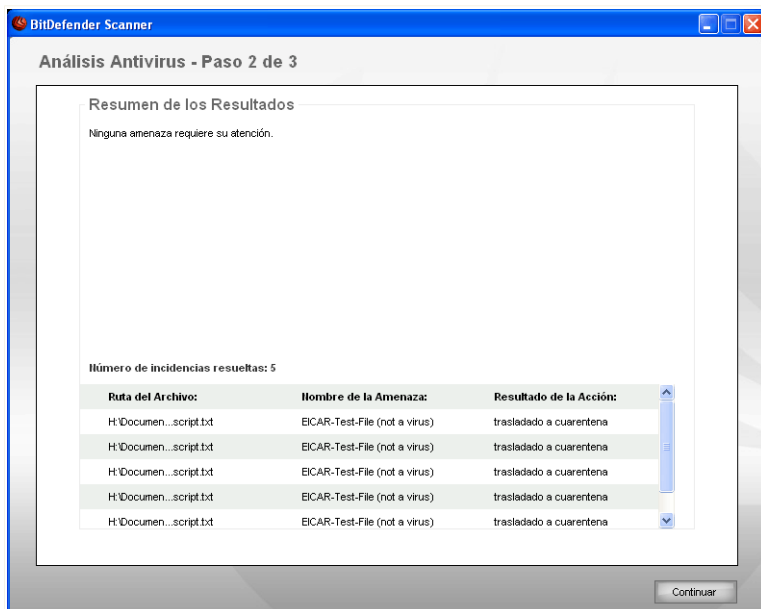 BitDefender Scanner
Análisis Antivirus - Paso 2 de 3
Resumen de los Resultados
Ninguna amenaza requiere su atención.
Número de incidencias resueltas: 5
Ruta del Archivo: Nombre de la Amenaza: Resultado de la Acción:
H:\Documen...script.txt EICAR-Test-File (not a virus) trasladado a cuarentena
H:\Documen...script.txt EICAR-Test-File (not a virus) trasladado a cuarentena
H:\Documen...script.txt EICAR-Test-File (not a virus) trasladado a cuarentena
H:\Documen...script.txt EICAR-Test-File (not a virus) trasladado a cuarentena
H:\Documen...script.txt EICAR-Test-File (not a virus) trasladado a cuarentena
Continuar